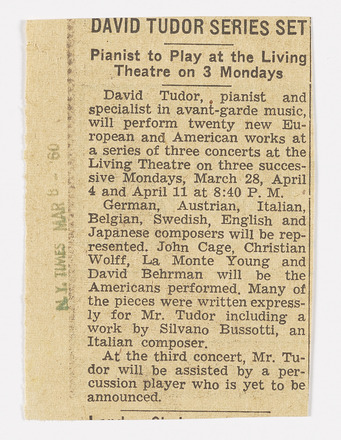 DAVID TUDOR SERIES SET
Pianist to Play at the Living
Theatre on 3 Mondays
David Tudor, pianist and
specialist in avant-garde music,
will perform twenty new Eu-
ropean and American works at
a series of three concerts at the
Living Theatre on three succes-
sive Mondays, March 28, April
4 and April 11 at 8:40 P. M.
German, Austrian, Italian,
Belgian, Swedish, English and
Japanese composers will be rep-
resented. John Cage, Christian
Wolff, La Monte Young and
David Behrman will be the
Americans performed. Many of
the pieces were written express-
ly for Mr. Tudor including a
work by Silvano Bussotti, an
Italian composer.
At the third concert, Mr. Tu-
dor will be assisted by a per-
cussion player who is yet to be
announced.
N.Y. TIMES MAR 8 - 60